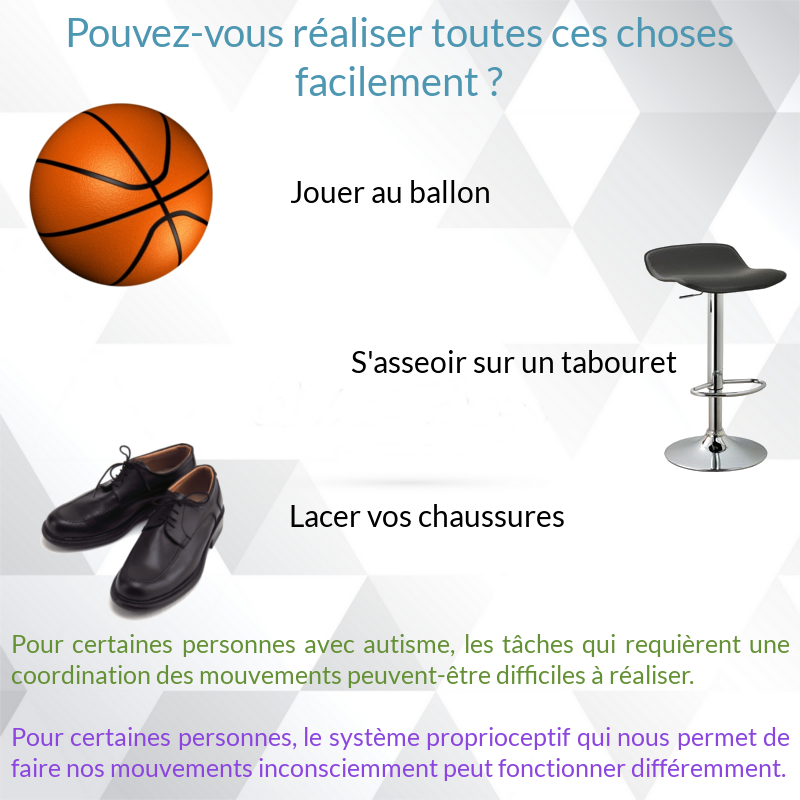 Pouvez-vous réaliser toutes ces choses
facilement ?
Jouer au ballon
S'asseoir sur un tabouret
Lacer vos chaussures
Pour certaines personnes avec autisme, les tâches qui requièrent une
coordination des mouvements peuvent-être difficiles à réaliser.
Pour certaines personnes, le système proprioceptif qui nous permet de
faire nos mouvements inconsciemment peut fonctionner différemment.